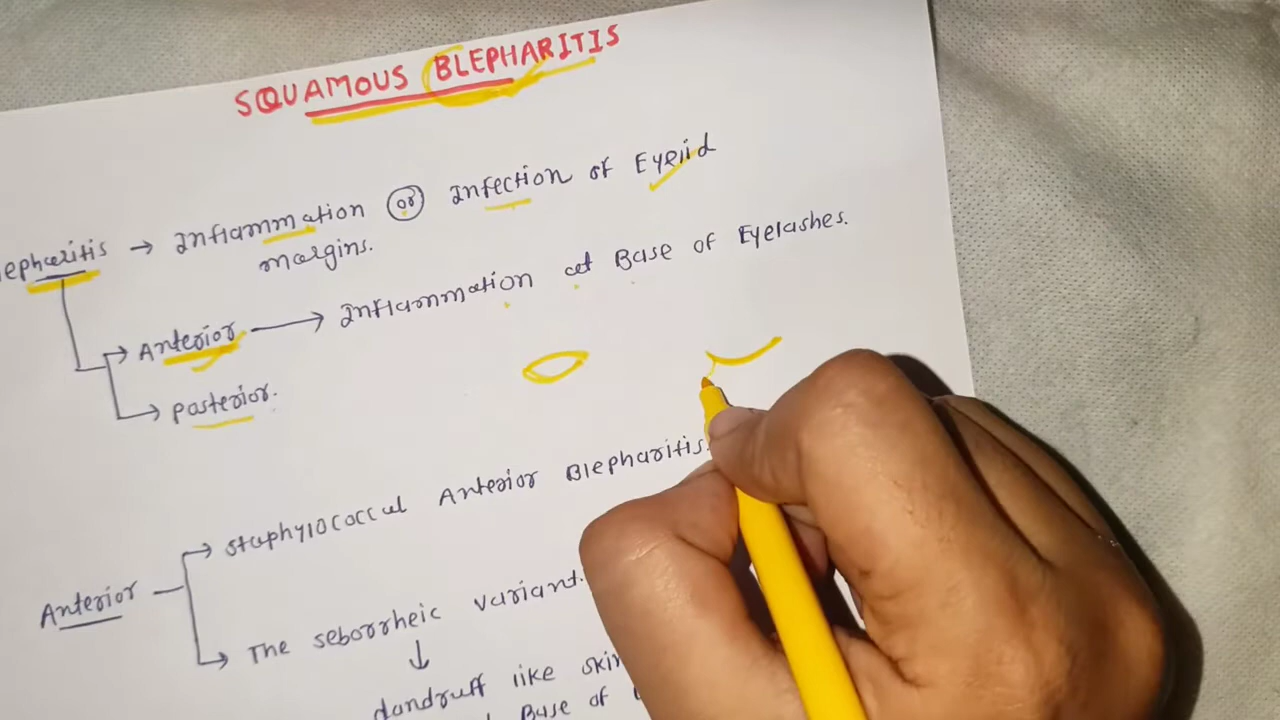 SQUAMOUS BLEPHARITIS
lepharitis → Inflammation or Infection of Eyelid
margins.
Anterior → Inflammation at Base of Eyelashes.
posterior.
Staphylococcal Anterior Blepharitis.
Anterior
The seborrheic variant.
↓
dandruff like skin
Base of